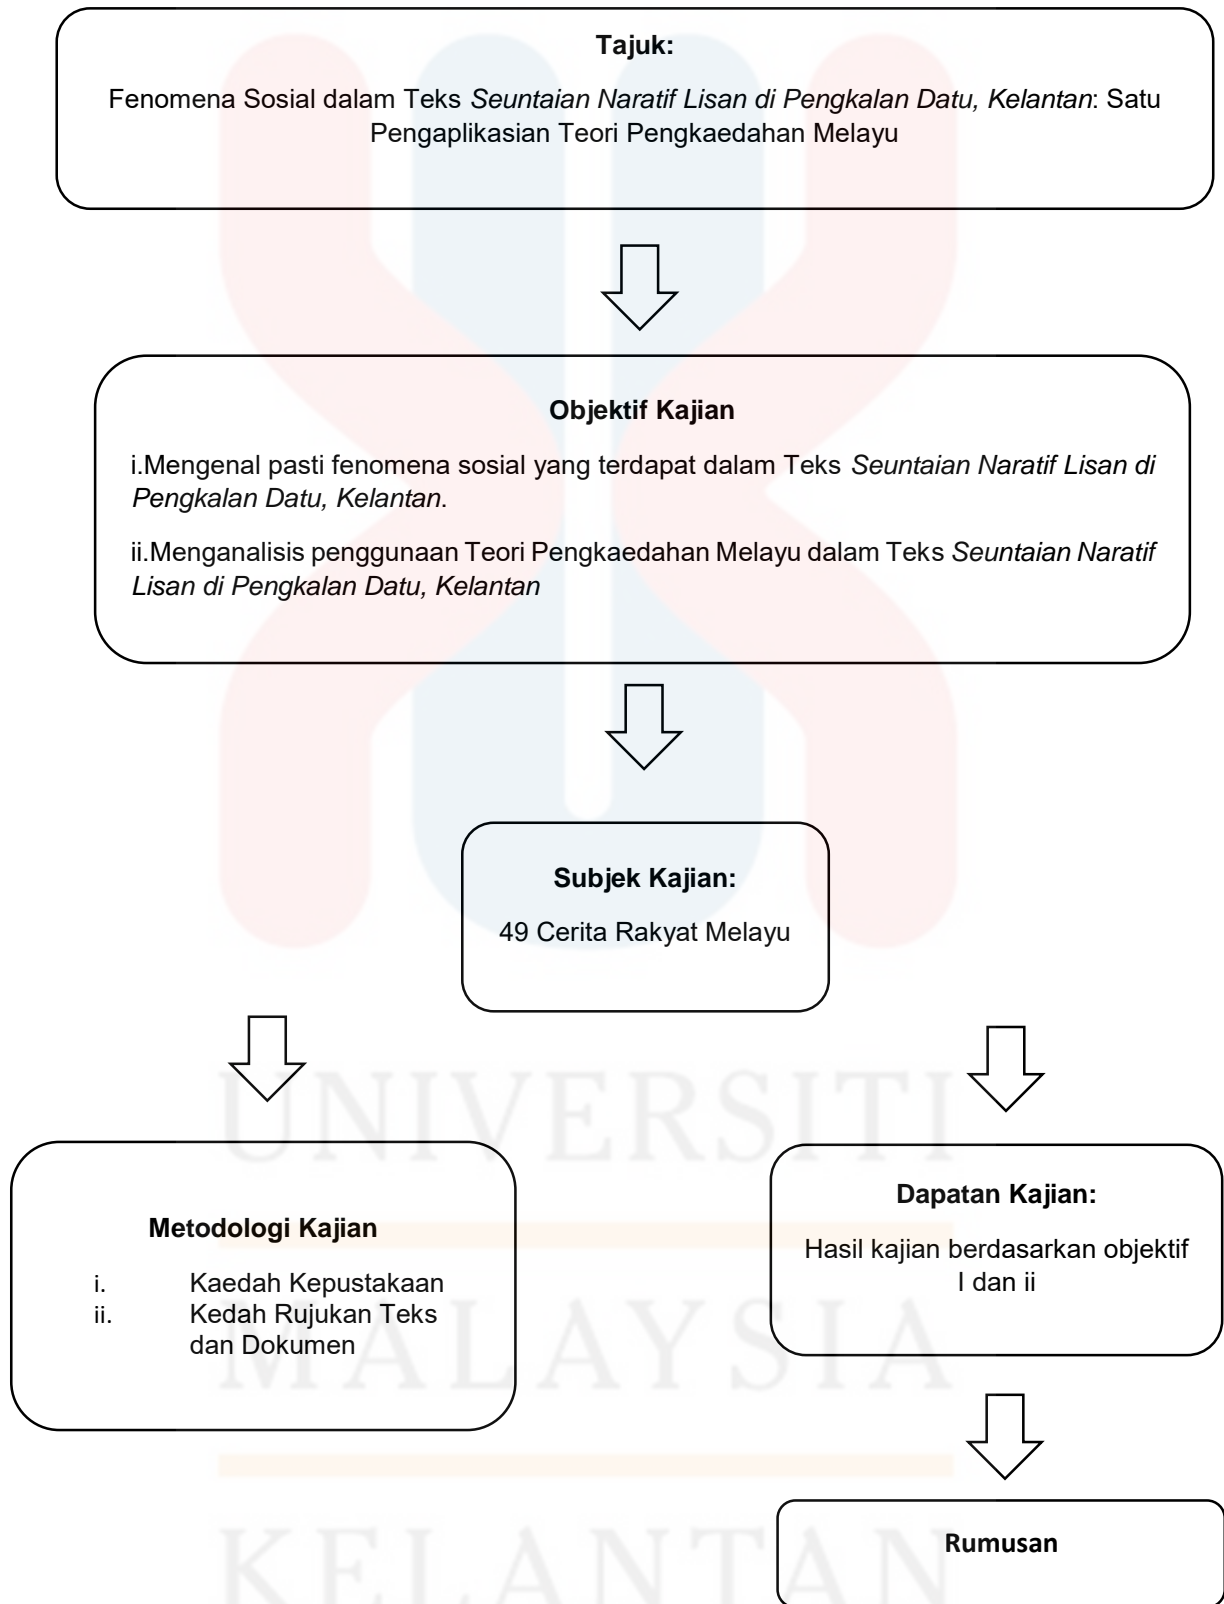 Tajuk:
Fenomena Sosial dalam Teks Seuntaian Naratif Lisan di Pengkalan Datu, Kelantan: Satu
Pengaplikasian Teori Pengkaedahan Melayu
Objektif Kajian
i.Mengenal pasti fenomena sosial yang terdapat dalam Teks Seuntaian Naratif Lisan di
Pengkalan Datu, Kelantan.
ii.Menganalisis penggunaan Teori Pengkaedahan Melayu dalam Teks Seuntaian Naratif
Lisan di Pengkalan Datu, Kelantan
Subjek Kajian:
49 Cerita Rakyat Melayu
Metodologi Kajian
i. Kaedah Kepustakaan
ii. Kedah Rujukan Teks
dan Dokumen
Dapatan Kajian:
Hasil kajian berdasarkan objektif
I dan ii
Rumusan
UNIVERSITI
MALAYSIA
KELANTAN